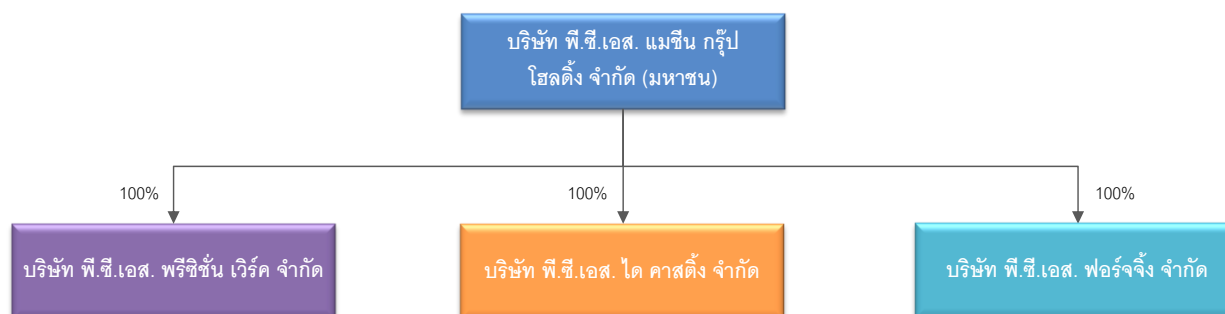 บริษัท พี.ซี.เอส. แมชีน กรุ๊ป
โฮลดิ้ง จำกัด (มหาชน)
100%
100%
100%
บริษัท พี.ซี.เอส. พรีซิชั่น เวิร์ค จำกัด
บริษัท พี.ซี.เอส. ได คาสติ้ง จำกัด
บริษัท พี.ซี.เอส. ฟอร์จจิ้ง จำกัด